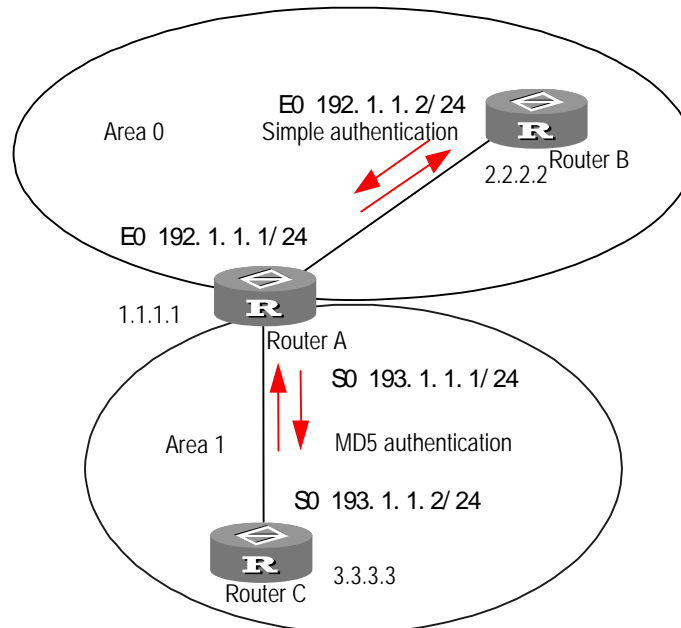 E0 192. 1. 1. 2/24
Area 0
Simple authentication
R
Router B
2.2.2.2
E0 192. 1. 1. 1/24
R
1.1.1.1
Router A
S0 193. 1. 1. 1/24
Area 1
MD5 authentication
S0 193. 1. 1. 2/24
R
3.3.3.3
Router C